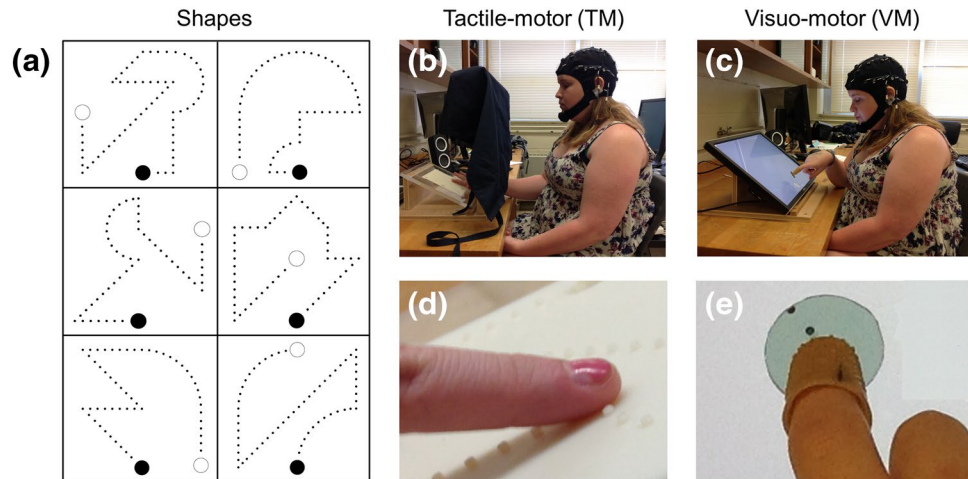 Shapes
Tactile-motor (TM)
Visuo-motor (VM)
(a)
(b)
(c)
(d)
(e)